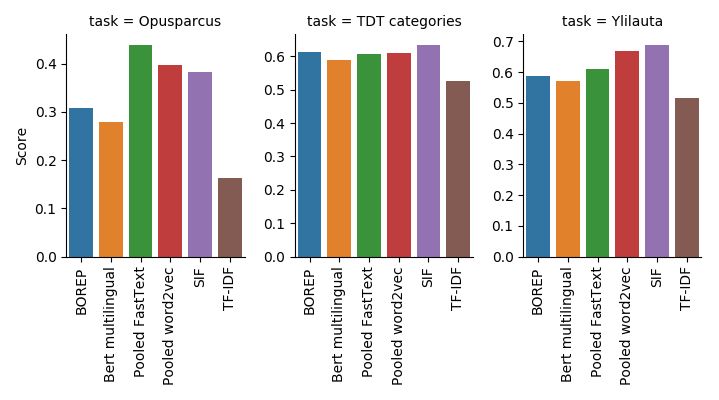 task = Opusparcus
task = TDT categories
task = Ylilauta
Score
0.4
0.3
0.2
0.1
0.0
0.6
0.5
0.4
0.3
0.2
0.1
0.0
0.7
0.6
0.5
0.4
0.3
0.2
0.1
0.0
BOREP
Bert multilingual
Pooled FastText
Pooled word2vec
SIF
TF-IDF
BOREP
Bert multilingual
Pooled FastText
Pooled word2vec
SIF
TF-IDF
BOREP
Bert multilingual
Pooled FastText
Pooled word2vec
SIF
TF-IDF